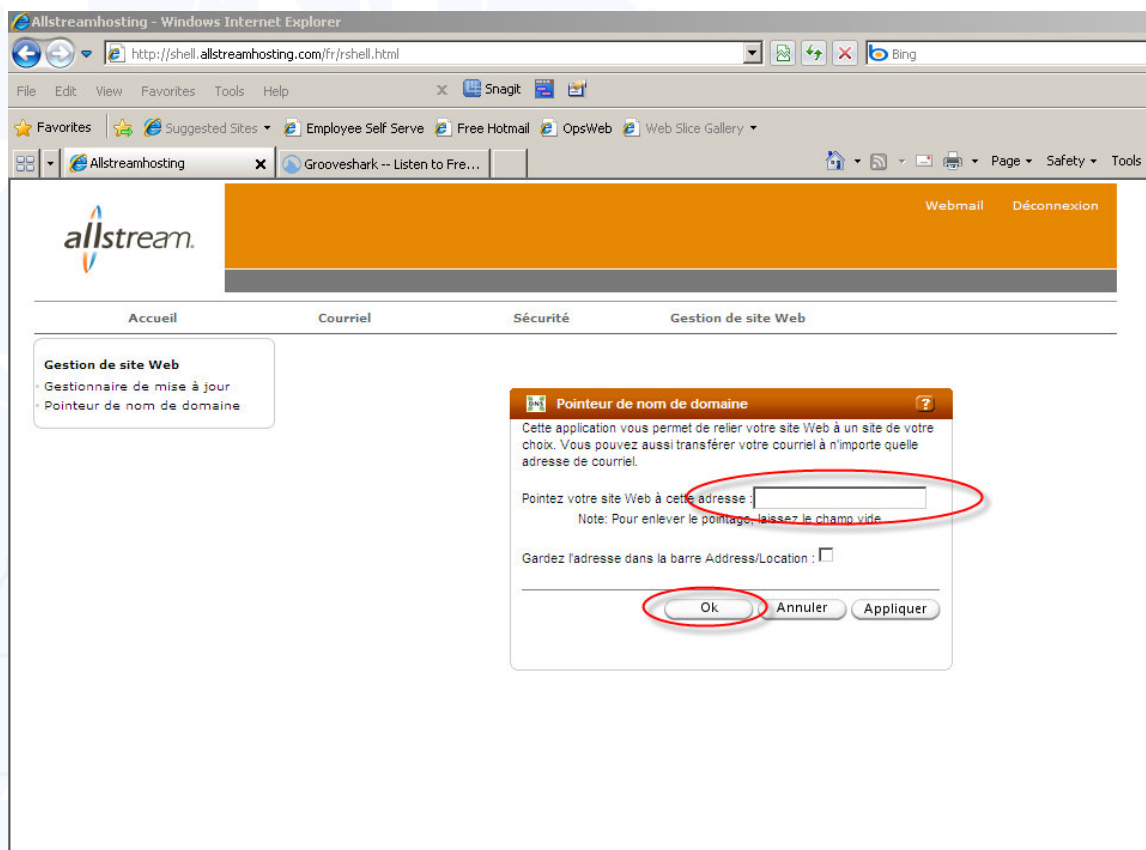 Allstreamhosting - Windows Internet Explorer
http://shell.allstreamhosting.com/fr/rshell.html
Bing
File Edit View Favorites Tools Help x Snagit
Favorites Suggested Sites Employee Self Serve Free Hotmail OpsWeb Web Slice Gallery
Allstreamhosting x Grooveshark -- Listen to Fre... Page Safety Tools
allstream.
Webmail Déconnexion
Accueil Courriel Sécurité Gestion de site Web
Gestion de site Web
Gestionnaire de mise à jour
Pointeur de nom de domaine
DNS Pointeur de nom de domaine ?
Cette application vous permet de relier votre site Web à un site de votre
choix. Vous pouvez aussi transférer votre courriel à n'importe quelle
adresse de courriel.
Pointez votre site Web à cette adresse :
Note: Pour enlever le pointage, laissez le champ vide
Gardez l'adresse dans la barre Address/Location :
Ok Annuler Appliquer